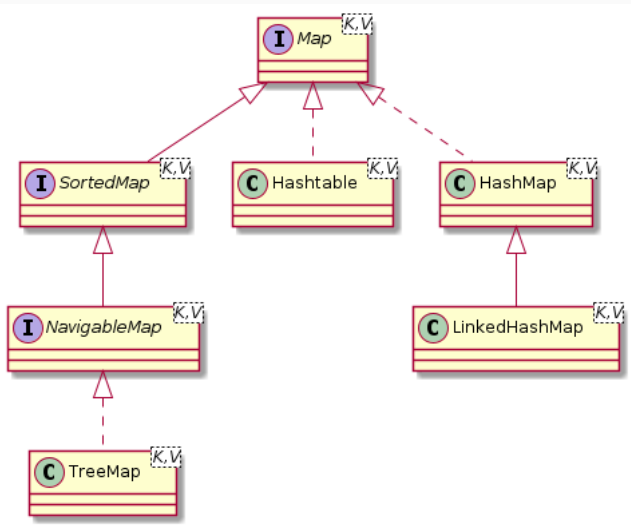 I Map K,V
I SortedMap K,V
C Hashtable K,V
C HashMap K,V
I NavigableMap K,V
C LinkedHashMap K,V
C TreeMap K,V